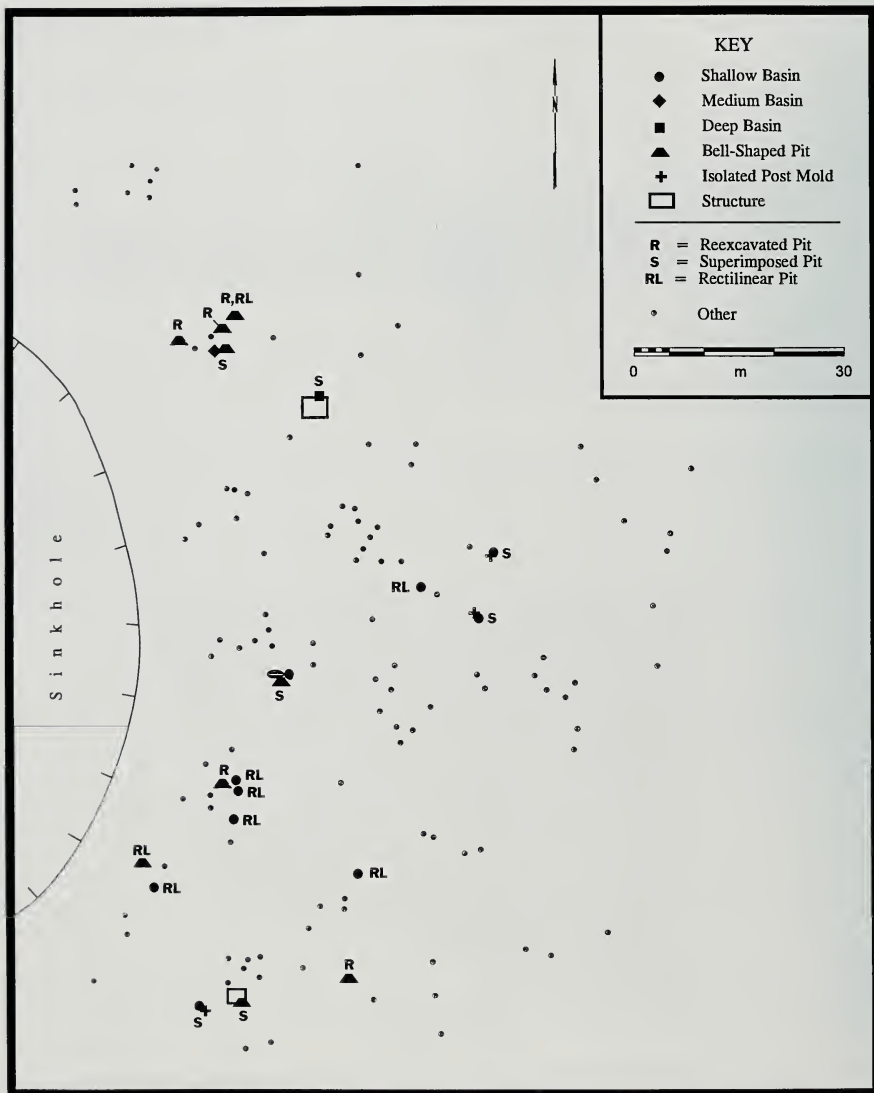 KEY
Shallow Basin
Medium Basin
Deep Basin
Bell-Shaped Pit
Isolated Post Mold
Structure
R = Reexcavated Pit
S = Superimposed Pit
RL = Rectilinear Pit
Other
0 m 30
N
R,RL
R
R
S
S
Sinkhole
S
RL
S
S
R
RL
RL
RL
RL
RL
RL
R
S
S